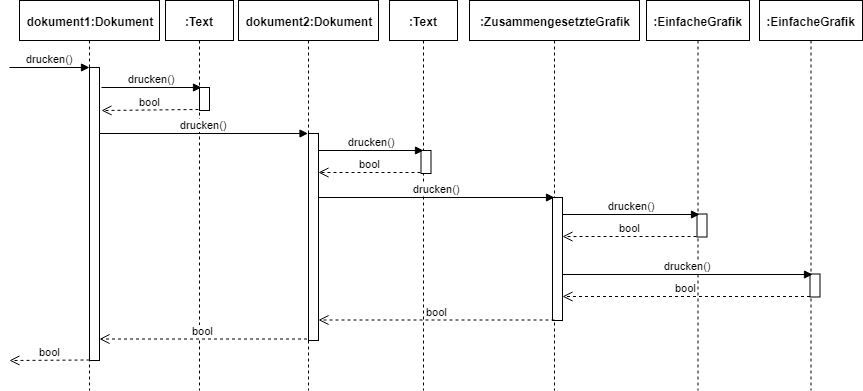 dokument1:Dokument
:Text
dokument2:Dokument
:Text
:ZusammengesetzteGrafik
:EinfacheGrafik
:EinfacheGrafik
drucken()
drucken()
bool
drucken()
drucken()
bool
drucken()
drucken()
bool
drucken()
bool
bool
bool
bool